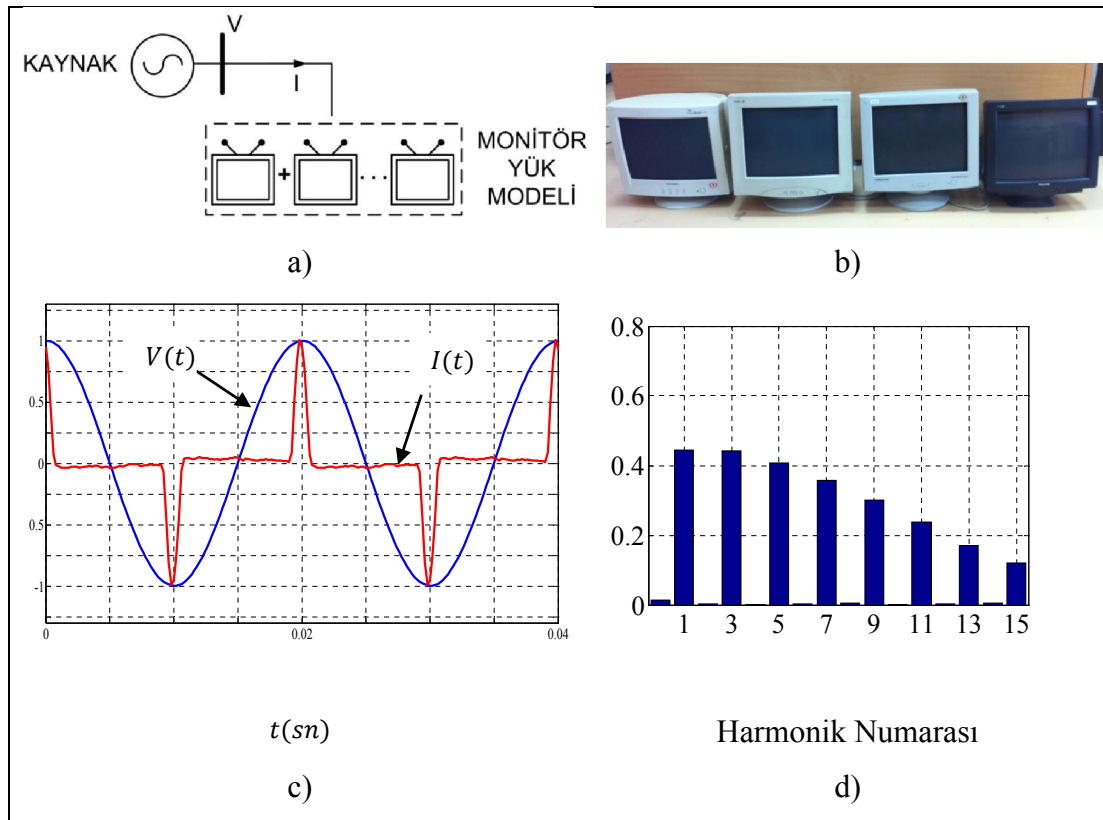 V
KAYNAK
I
MONİTÖR
YÜK
MODELİ
+
...
a)
b)
1
0.5
0
0.5
-1
0
0.02
0.04
V(t)
I(t)
t(sn)
c)
0.8
0.6
0.4
0.2
0
1 3 5 7 9 11 13 15
Harmonik Numarası
d)